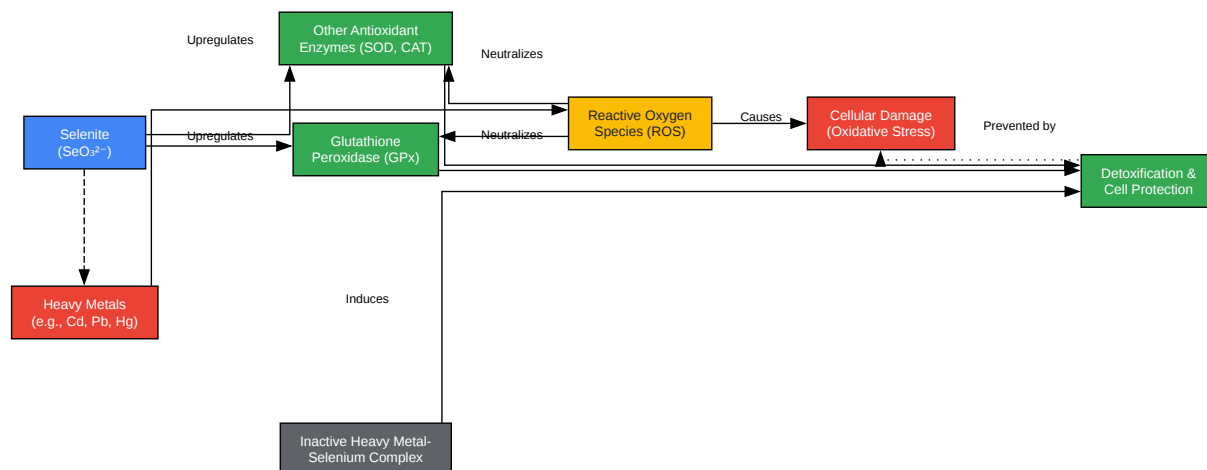 Other Antioxidant
Enzymes (SOD, CAT)
Upregulates
Neutralizes
Reactive Oxygen
Species (ROS)
Causes
Cellular Damage
(Oxidative Stress)
Prevented by
Selenite
(SeO₃²⁻)
Upregulates
Glutathione
Peroxidase (GPx)
Neutralizes
Detoxification &
Cell Protection
Heavy Metals
(e.g., Cd, Pb, Hg)
Induces
Inactive Heavy Metal-
Selenium Complex